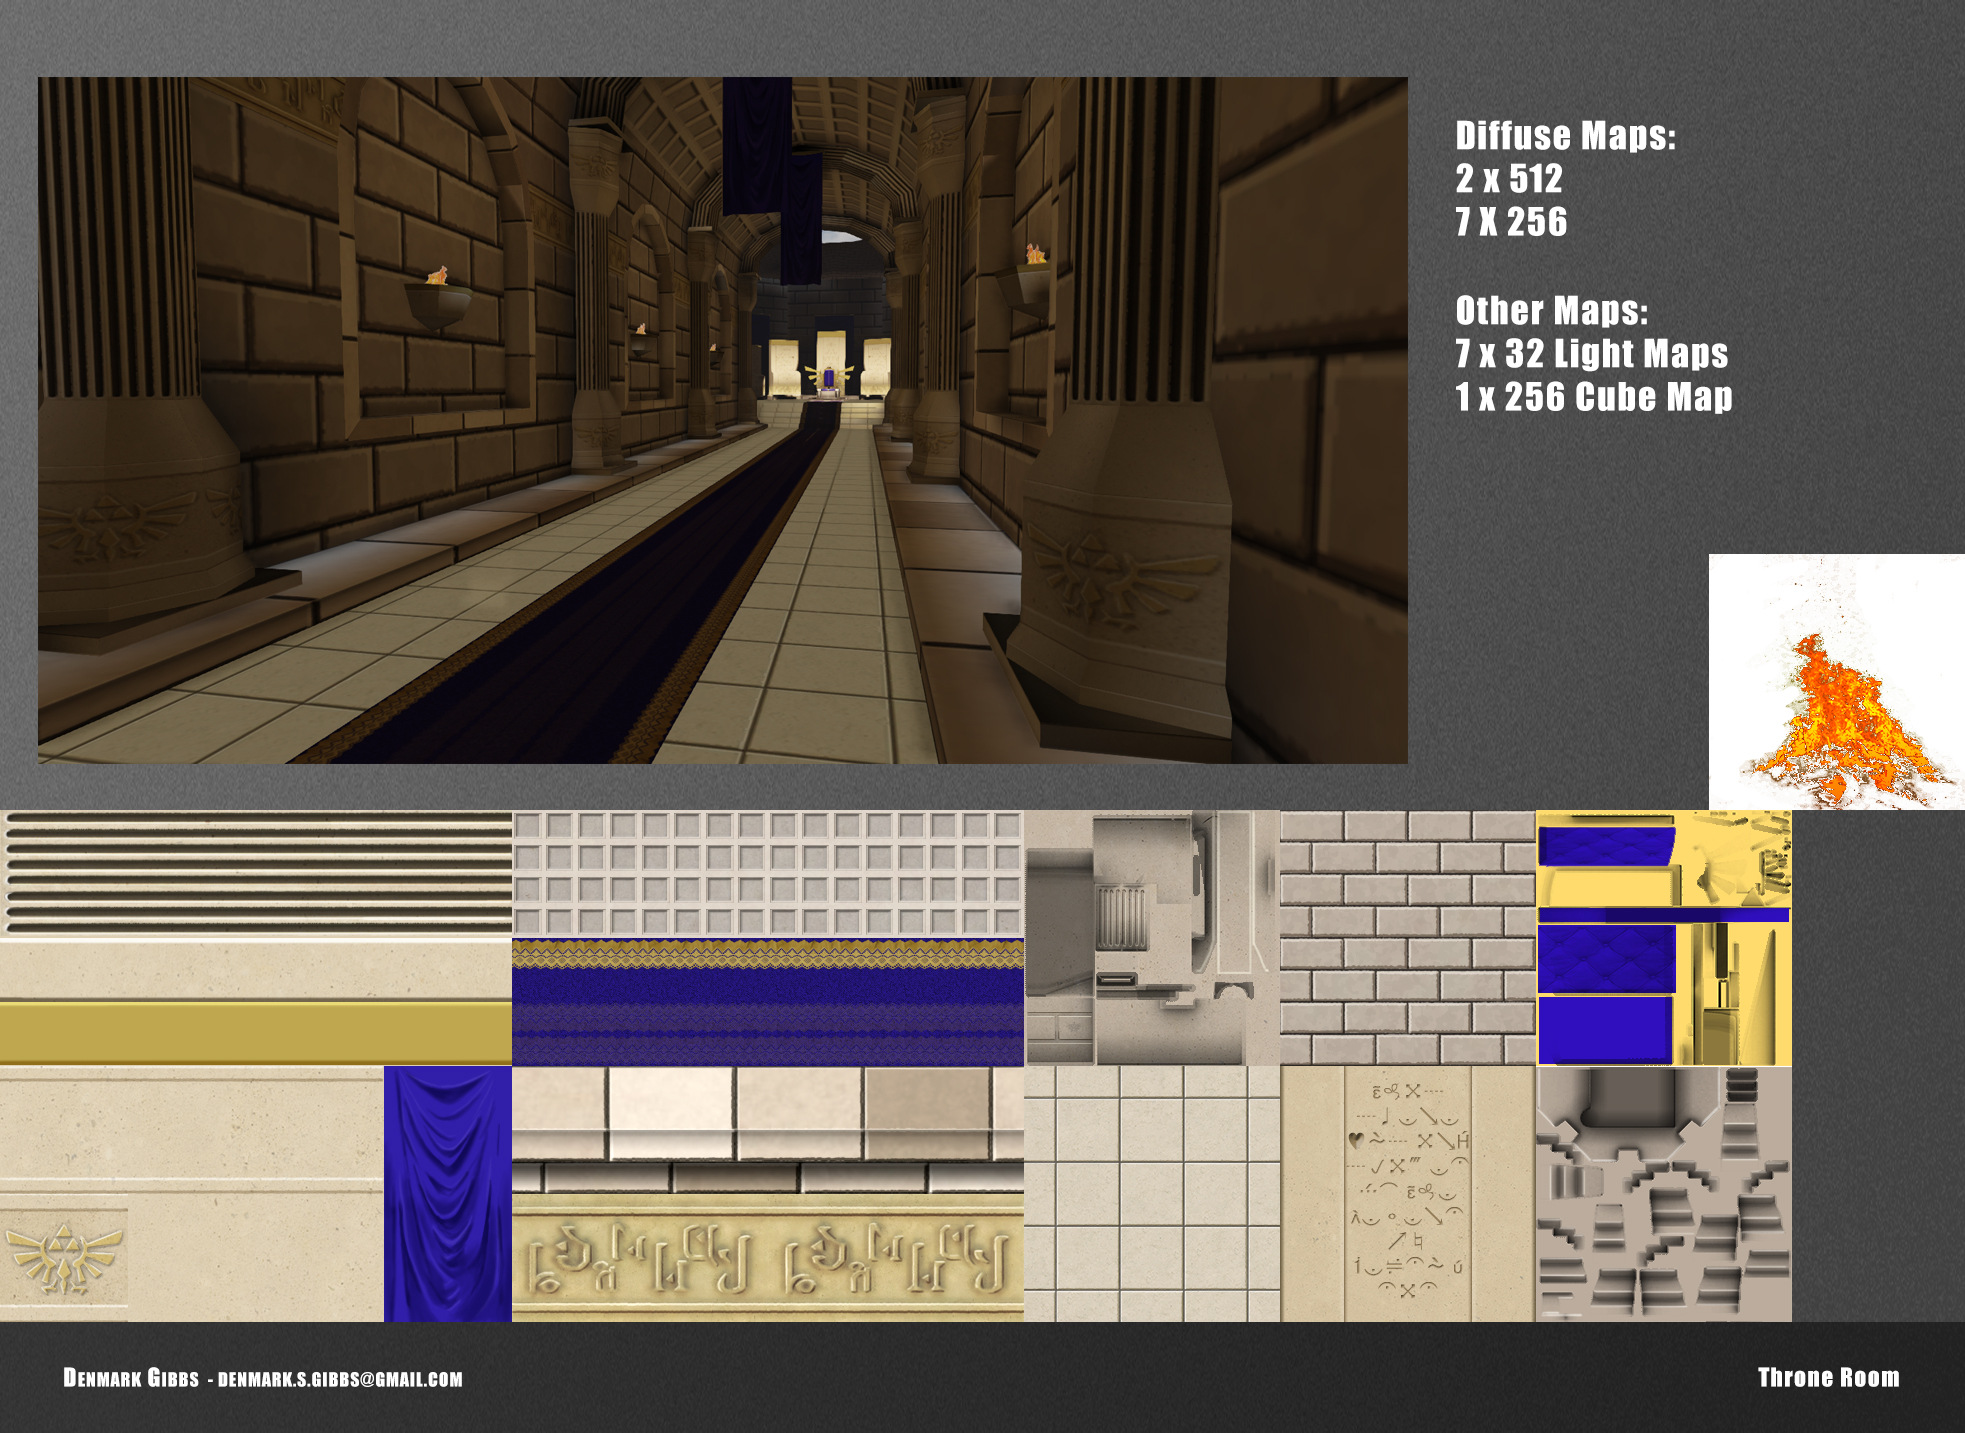 Diffuse Maps:
2 x 512
7 X 256
Other Maps:
7 x 32 Light Maps
1 x 256 Cube Map
DENMARK GIBBS - DENMARK.S.GIBBS@GMAIL.COM
Throne Room